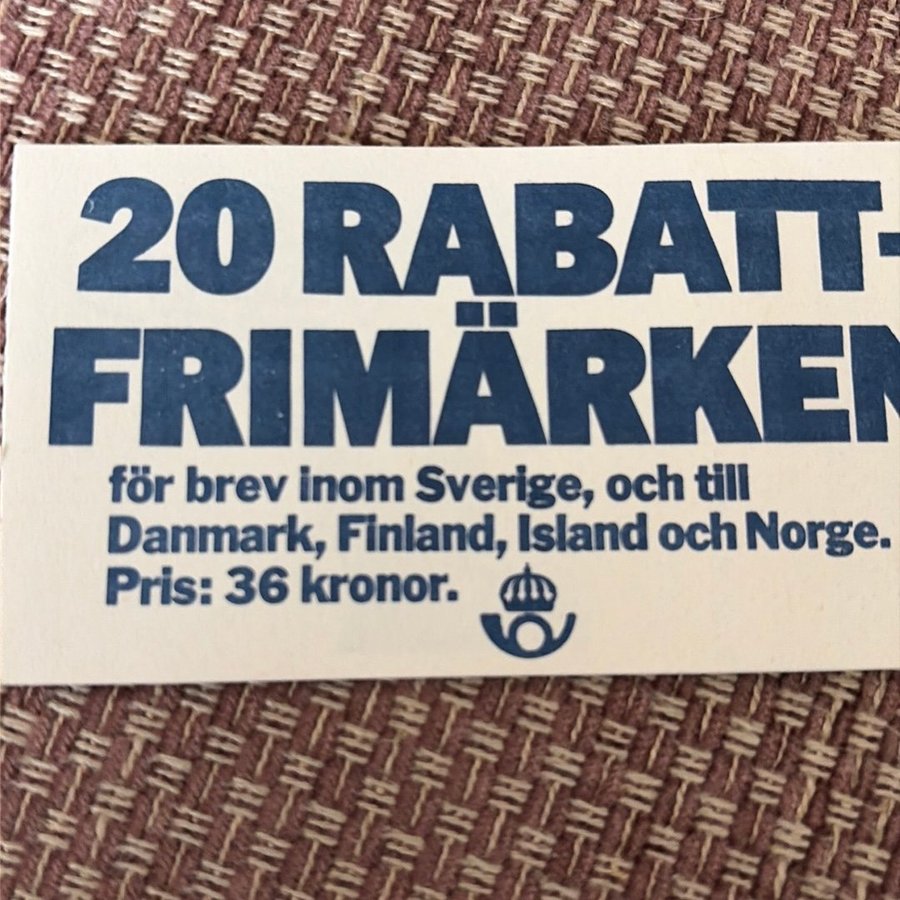 20 RABATT-
FRIMÄRKEN
för brev inom Sverige, och till
Danmark, Finland, Island och Norge.
Pris: 36 kronor.